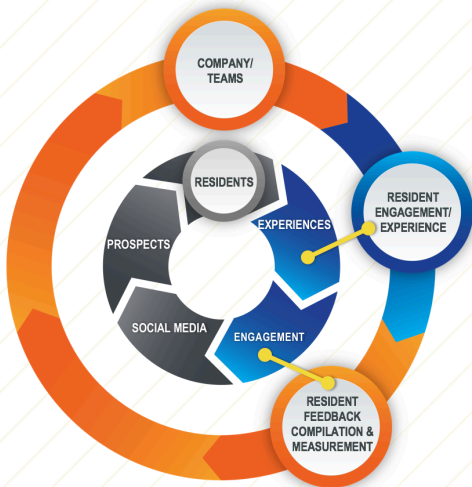 COMPANY/
TEAMS
RESIDENTS
RESIDENT
ENGAGEMENT/
EXPERIENCE
EXPERIENCES
PROSPECTS
SOCIAL MEDIA
ENGAGEMENT
RESIDENT
FEEDBACK
COMPILATION &
MEASUREMENT